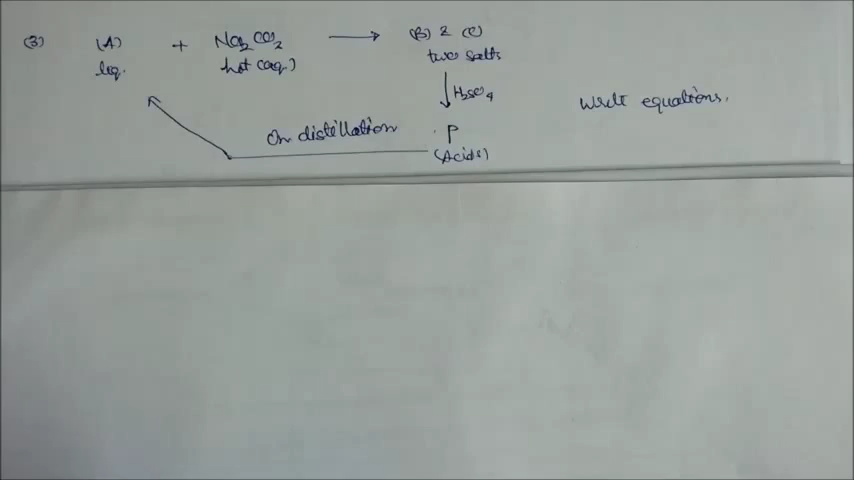 (3) (A) + Na2CO3 → (B) & (C)
liq. hot (aq.) two salts
↓ H2SO4
Write equations.
On distillation P
(Acids)